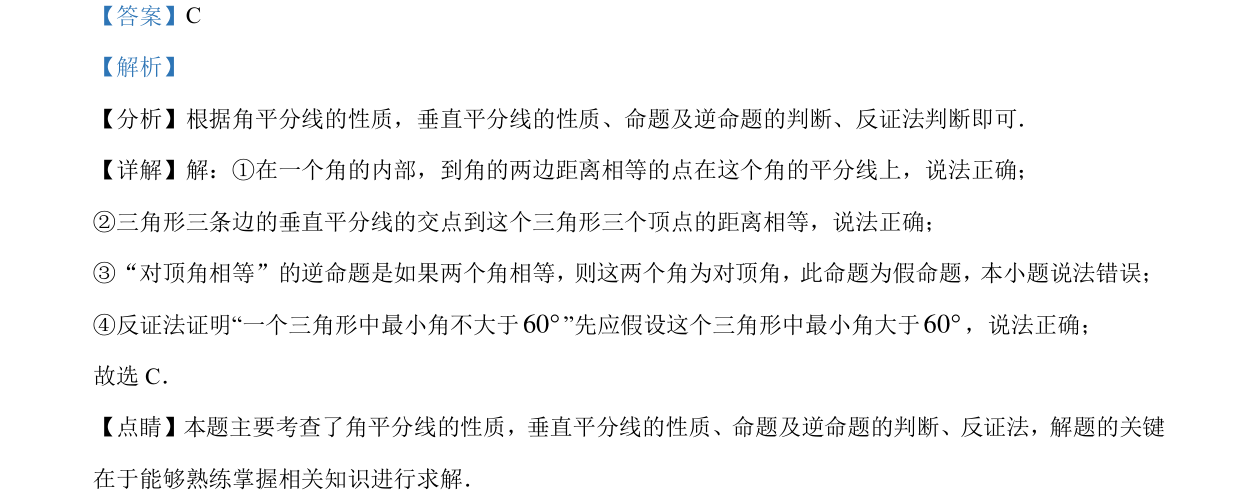 【答案】C
【解析】
【分析】根据角平分线的性质，垂直平分线的性质、命题及逆命题的判断、反证法判断即可．
【详解】解：①在一个角的内部，到角的两边距离相等的点在这个角的平分线上，说法正确；
②三角形三条边的垂直平分线的交点到这个三角形三个顶点的距离相等，说法正确；
③“对顶角相等”的逆命题是如果两个角相等，则这两个角为对顶角，此命题为假命题，本小题说法错误；
④反证法证明“一个三角形中最小角不大于60°”先应假设这个三角形中最小角大于60°，说法正确；
故选 C．
【点睛】本题主要考查了角平分线的性质，垂直平分线的性质、命题及逆命题的判断、反证法，解题的关键
在于能够熟练掌握相关知识进行求解．